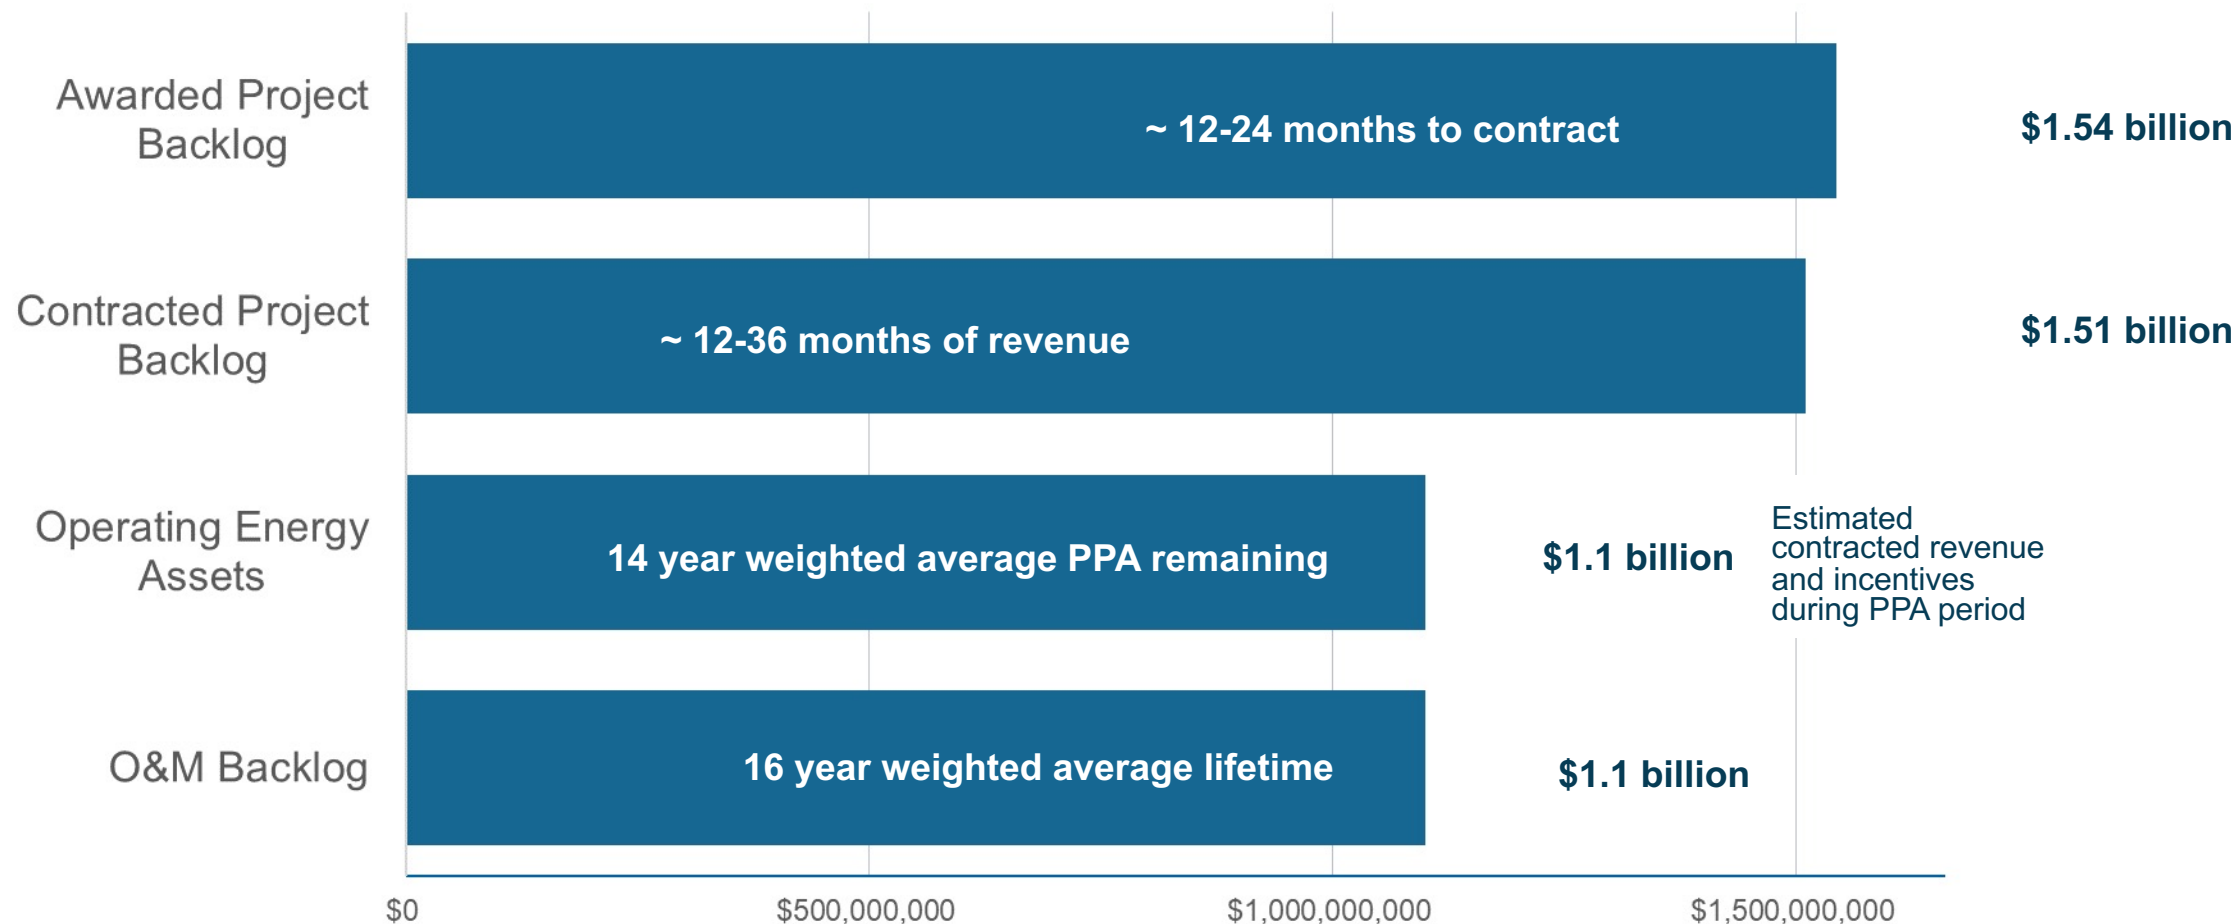 Awarded Project
Backlog
~ 12-24 months to contract
$1.54 billion
Contracted Project
Backlog
~ 12-36 months of revenue
$1.51 billion
Operating Energy
Assets
14 year weighted average PPA remaining
$1.1 billion
Estimated
contracted revenue
and incentives
during PPA period
O&M Backlog
16 year weighted average lifetime
$1.1 billion
$0
$500,000,000
$1,000,000,000
$1,500,000,000